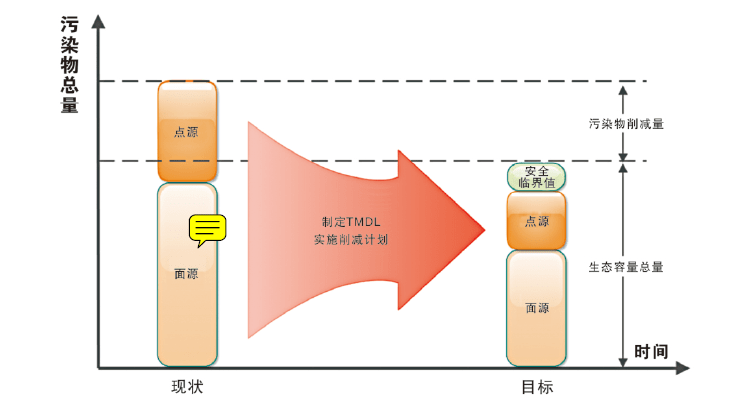 污染物总量
点源
面源
制定TMDL
实施削减计划
安全
临界值
点源
面源
污染物削减量
生态容量总量
时间
现状
目标